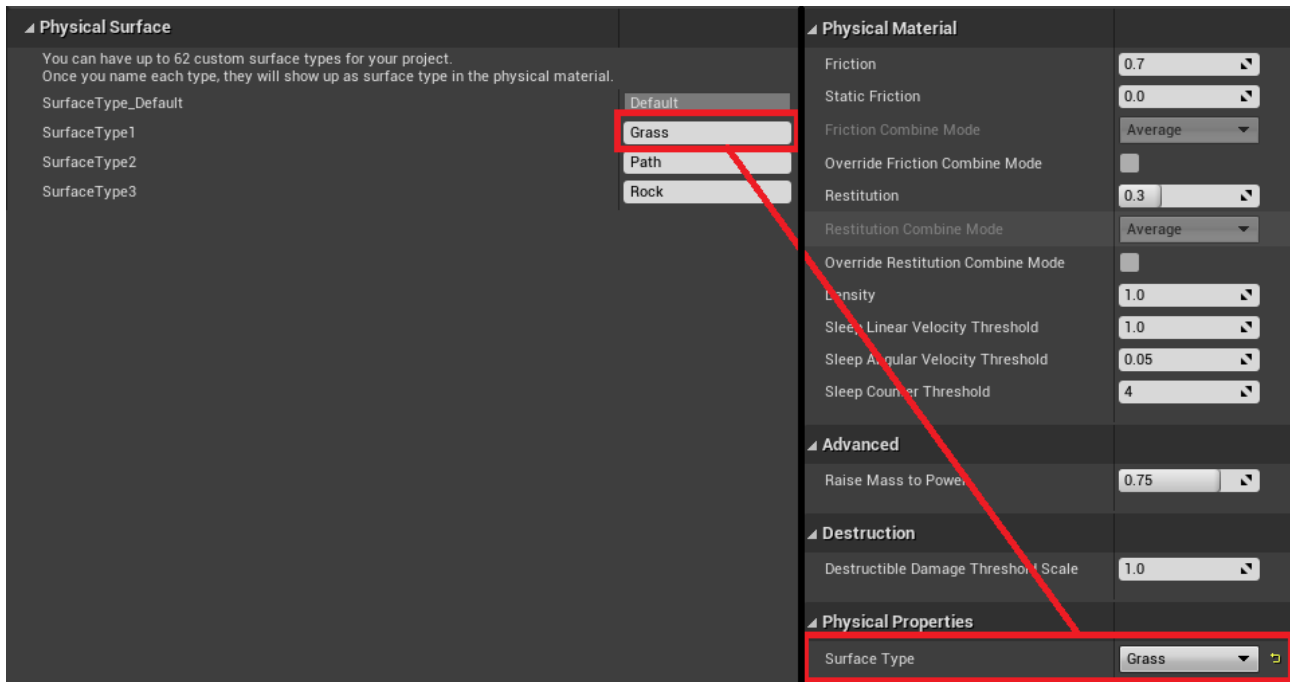 Physical Surface
You can have up to 62 custom surface types for your project.
Once you name each type, they will show up as surface type in the physical material.
SurfaceType_Default Default
SurfaceType1 Grass
SurfaceType2 Path
SurfaceType3 Rock
Physical Material
Friction 0.7
Static Friction 0.0
Friction Combine Mode Average
Override Friction Combine Mode
Restitution 0.3
Restitution Combine Mode Average
Override Restitution Combine Mode
Density 1.0
Sleep Linear Velocity Threshold 1.0
Sleep Angular Velocity Threshold 0.05
Sleep Counter Threshold 4
Advanced
Raise Mass to Power 0.75
Destruction
Destructible Damage Threshold Scale 1.0
Physical Properties
Surface Type Grass